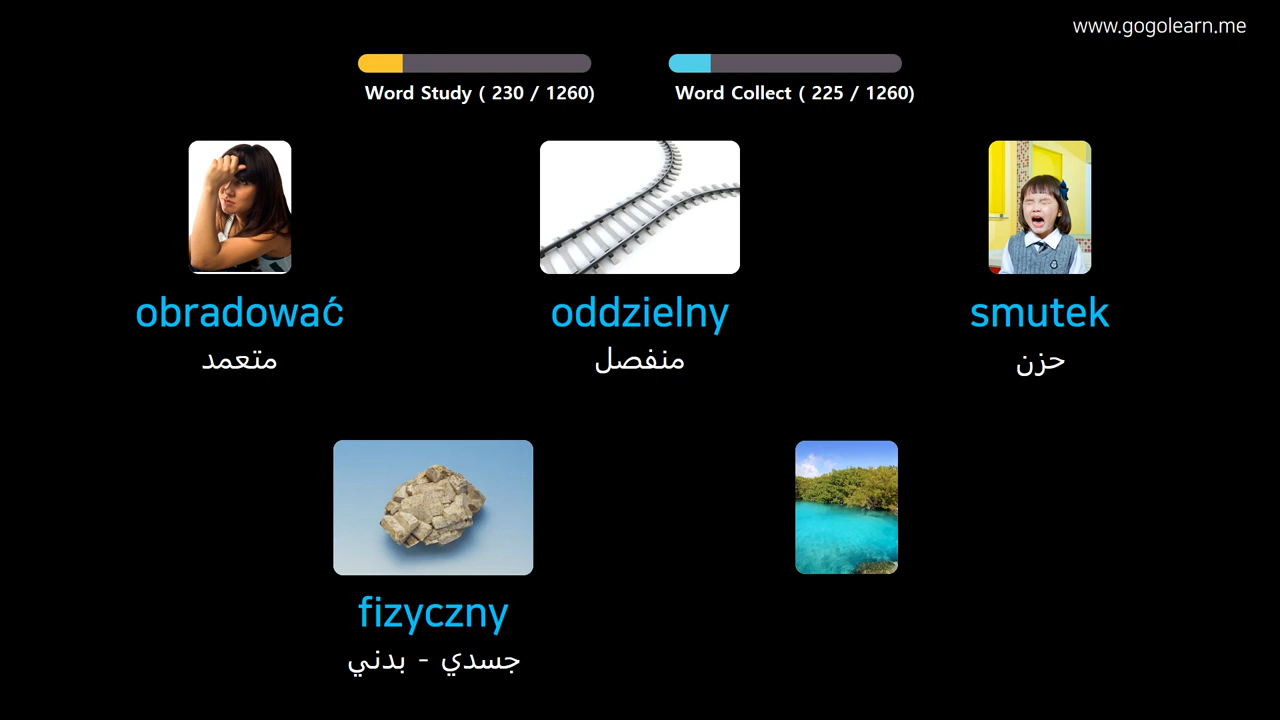 www.gogolearn.me
Word Study ( 230 / 1260)
Word Collect ( 225 / 1260)
obradować
متعمد
oddzielny
منفصل
smutek
حزن
fizyczny
جسدي - بدني